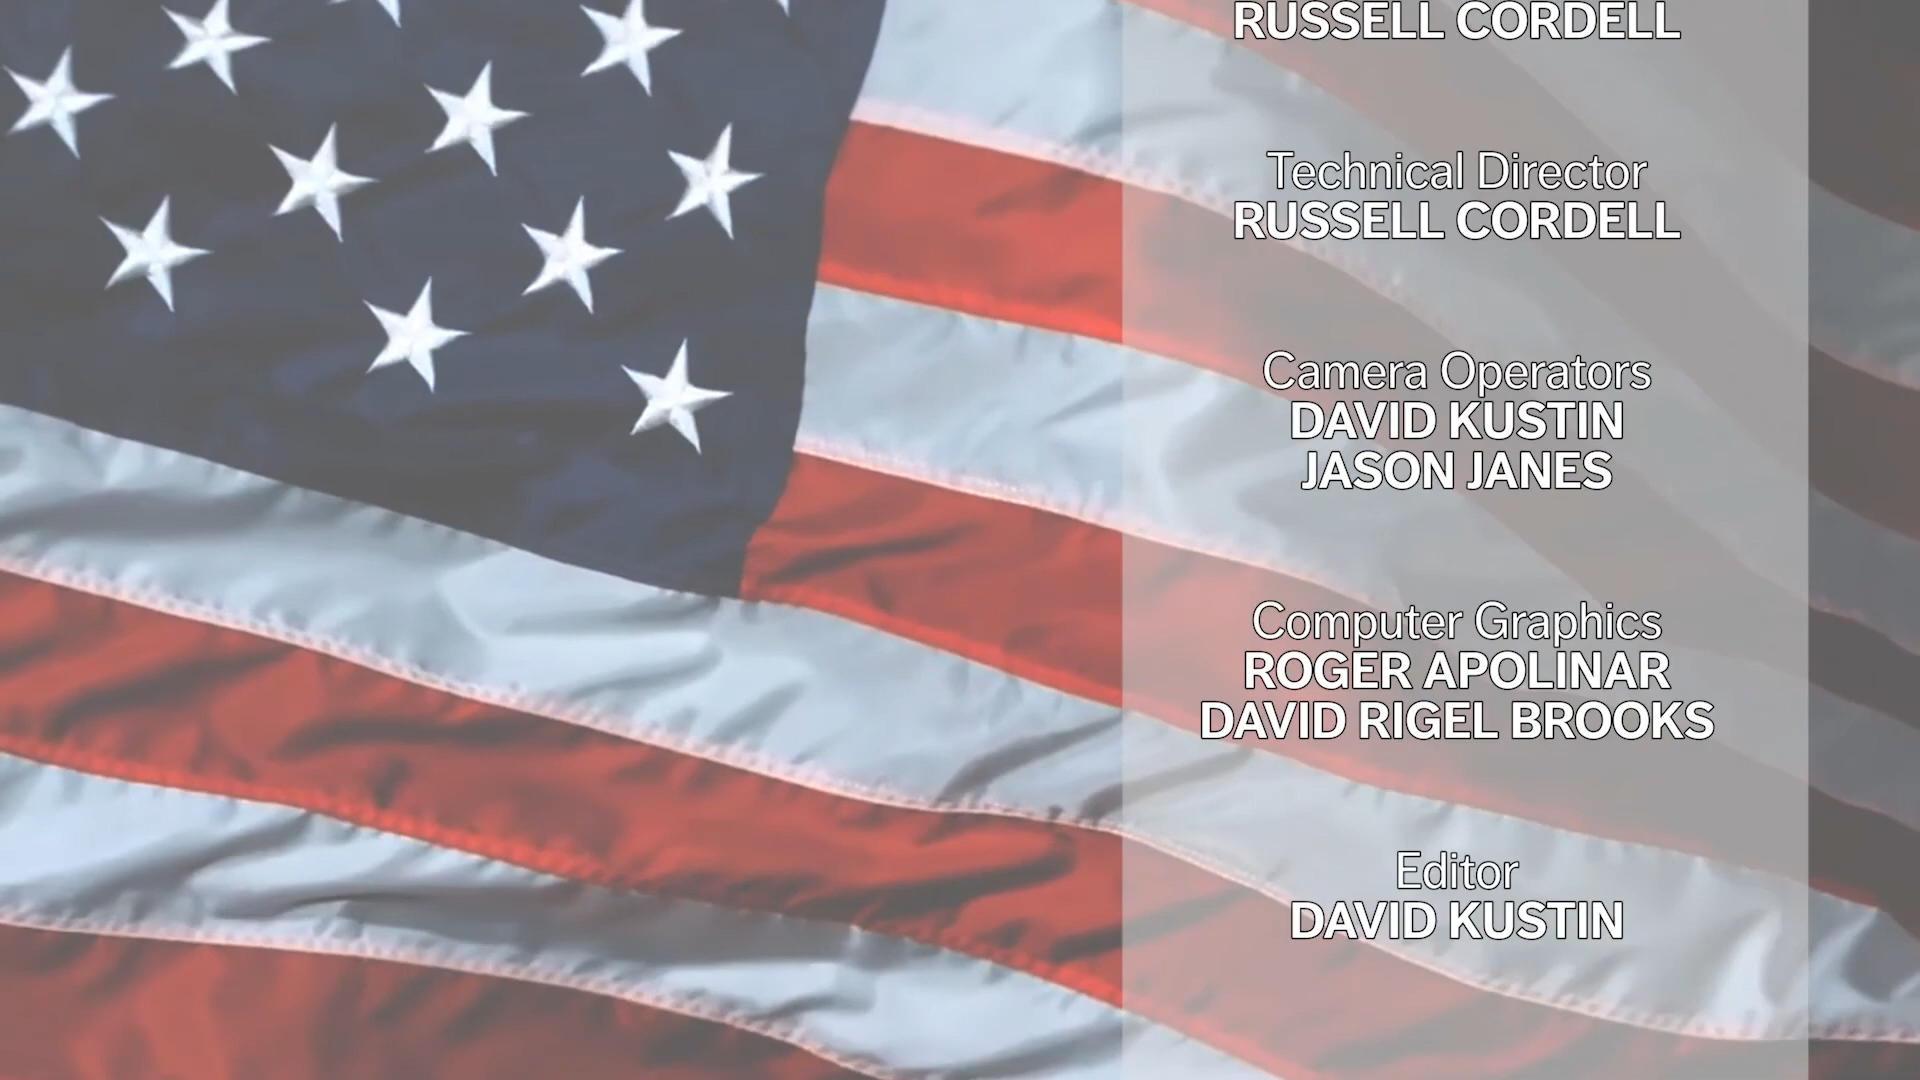 RUSSELL CORDELL
Technical Director
RUSSELL CORDELL
Camera Operators
DAVID KUSTIN
JASON JANES
Computer Graphics
ROGER APOLINAR
DAVID RIGEL BROOKS
Editor
DAVID KUSTIN